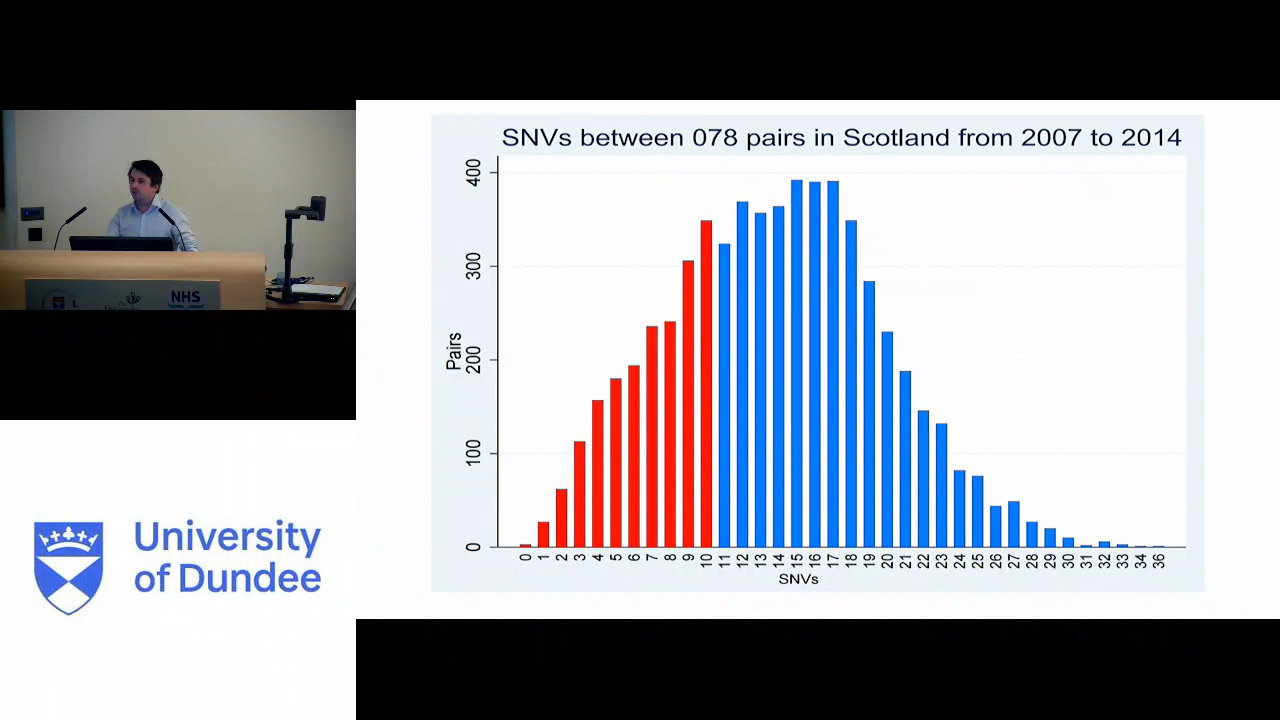 SNVs between 078 pairs in Scotland from 2007 to 2014
400
300
200
100
0
Pairs
0 1 2 3 4 5 6 7 8 9 10 11 12 13 14 15 16 17 18 19 20 21 22 23 24 25 26 27 28 29 30 31 32 33 34 36
SNVs
NHS
University
of Dundee